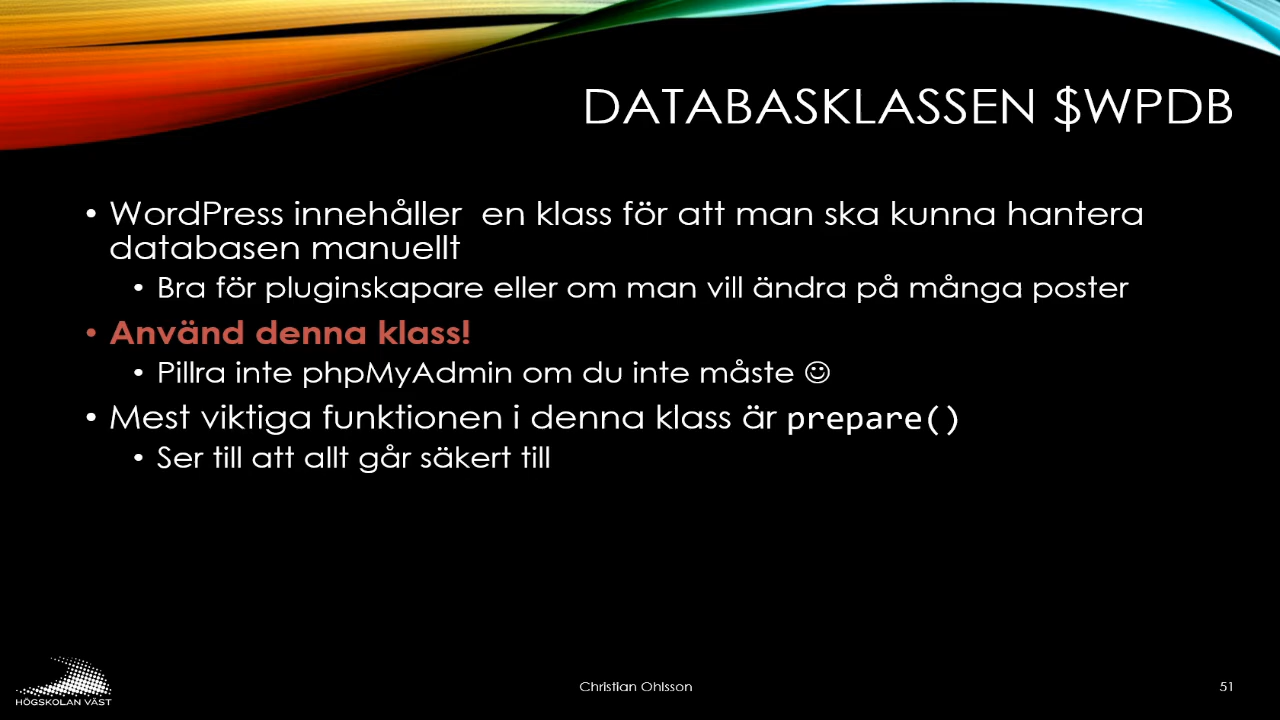 DATABASKLASSEN $WPDB
• WordPress innehåller  en klass för att man ska kunna hantera
databasen manuellt
• Bra för pluginskapare eller om man vill ändra på många poster
• Använd denna klass!
• Pillra inte phpMyAdmin om du inte måste ☺
• Mest viktiga funktionen i denna klass är prepare()
• Ser till att allt går säkert till
HÖGSKOLAN VÄST
Christian Ohlsson
51